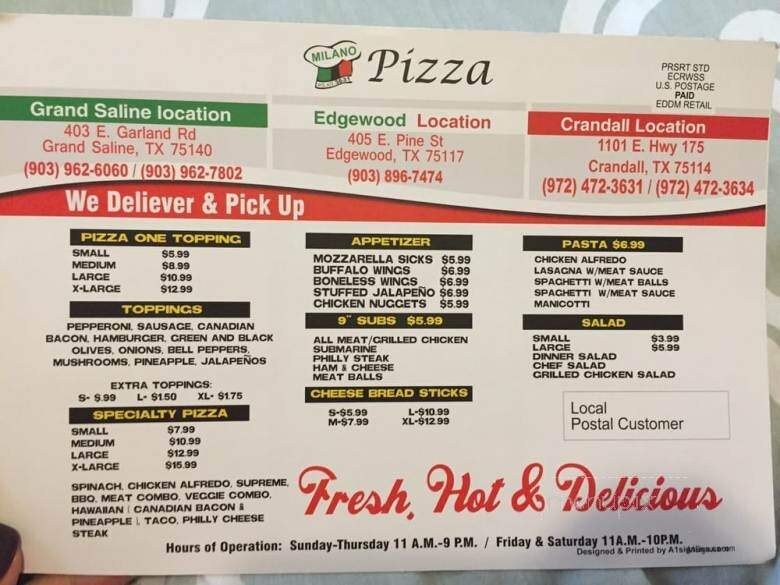 MILANO
Pizza
PRSRT STD
ECRWSS
U.S. POSTAGE
PAID
EDDM RETAIL
Grand Saline location
403 E. Garland Rd
Grand Saline, TX 75140
(903) 962-6060 / (903) 962-7802
Edgewood Location
405 E. Pine St
Edgewood, TX 75117
(903) 896-7474
Crandall Location
1101 E. Hwy 175
Crandall, TX 75114
(972) 472-3631 / (972) 472-3634
We Deliever & Pick Up
PIZZA ONE TOPPING
SMALL $5.99
MEDIUM $8.99
LARGE $10.99
X-LARGE $12.99
TOPPINGS
PEPPERONI, SAUSAGE, CANADIAN
BACON, HAMBURGER, GREEN AND BLACK
OLIVES, ONIONS, BELL PEPPERS,
MUSHROOMS, PINEAPPLE, JALAPEÑOS
EXTRA TOPPINGS:
S- $.99 L- $1.50 XL- $1.75
SPECIALTY PIZZA
SMALL $7.99
MEDIUM $10.99
LARGE $12.99
X-LARGE $15.99
SPINACH, CHICKEN ALFREDO, SUPREME,
BBQ, MEAT COMBO, VEGGIE COMBO,
HAWAIIAN ( CANADIAN BACON &
PINEAPPLE ), TACO, PHILLY CHEESE
STEAK
APPETIZER
MOZZARELLA SICKS $5.99
BUFFALO WINGS $6.99
BONELESS WINGS $6.99
STUFFED JALAPEÑO $6.99
CHICKEN NUGGETS $5.99
9" SUBS $5.99
ALL MEAT/GRILLED CHICKEN
SUBMARINE
PHILLY STEAK
HAM & CHEESE
MEAT BALLS
CHEESE BREAD STICKS
S-$5.99 L-$10.99
M-$7.99 XL-$12.99
PASTA $6.99
CHICKEN ALFREDO
LASAGNA W/MEAT SAUCE
SPAGHETTI W/MEAT BALLS
SPAGHETTI W/MEAT SAUCE
MANICOTTI
SALAD
SMALL $3.99
LARGE $5.99
DINNER SALAD
CHEF SALAD
GRILLED CHICKEN SALAD
Local
Postal Customer
Fresh, Hot & Delicious
Hours of Operation: Sunday-Thursday 11 A.M.-9 P.M. / Friday & Saturday 11A.M.-10P.M.
Designed & Printed by